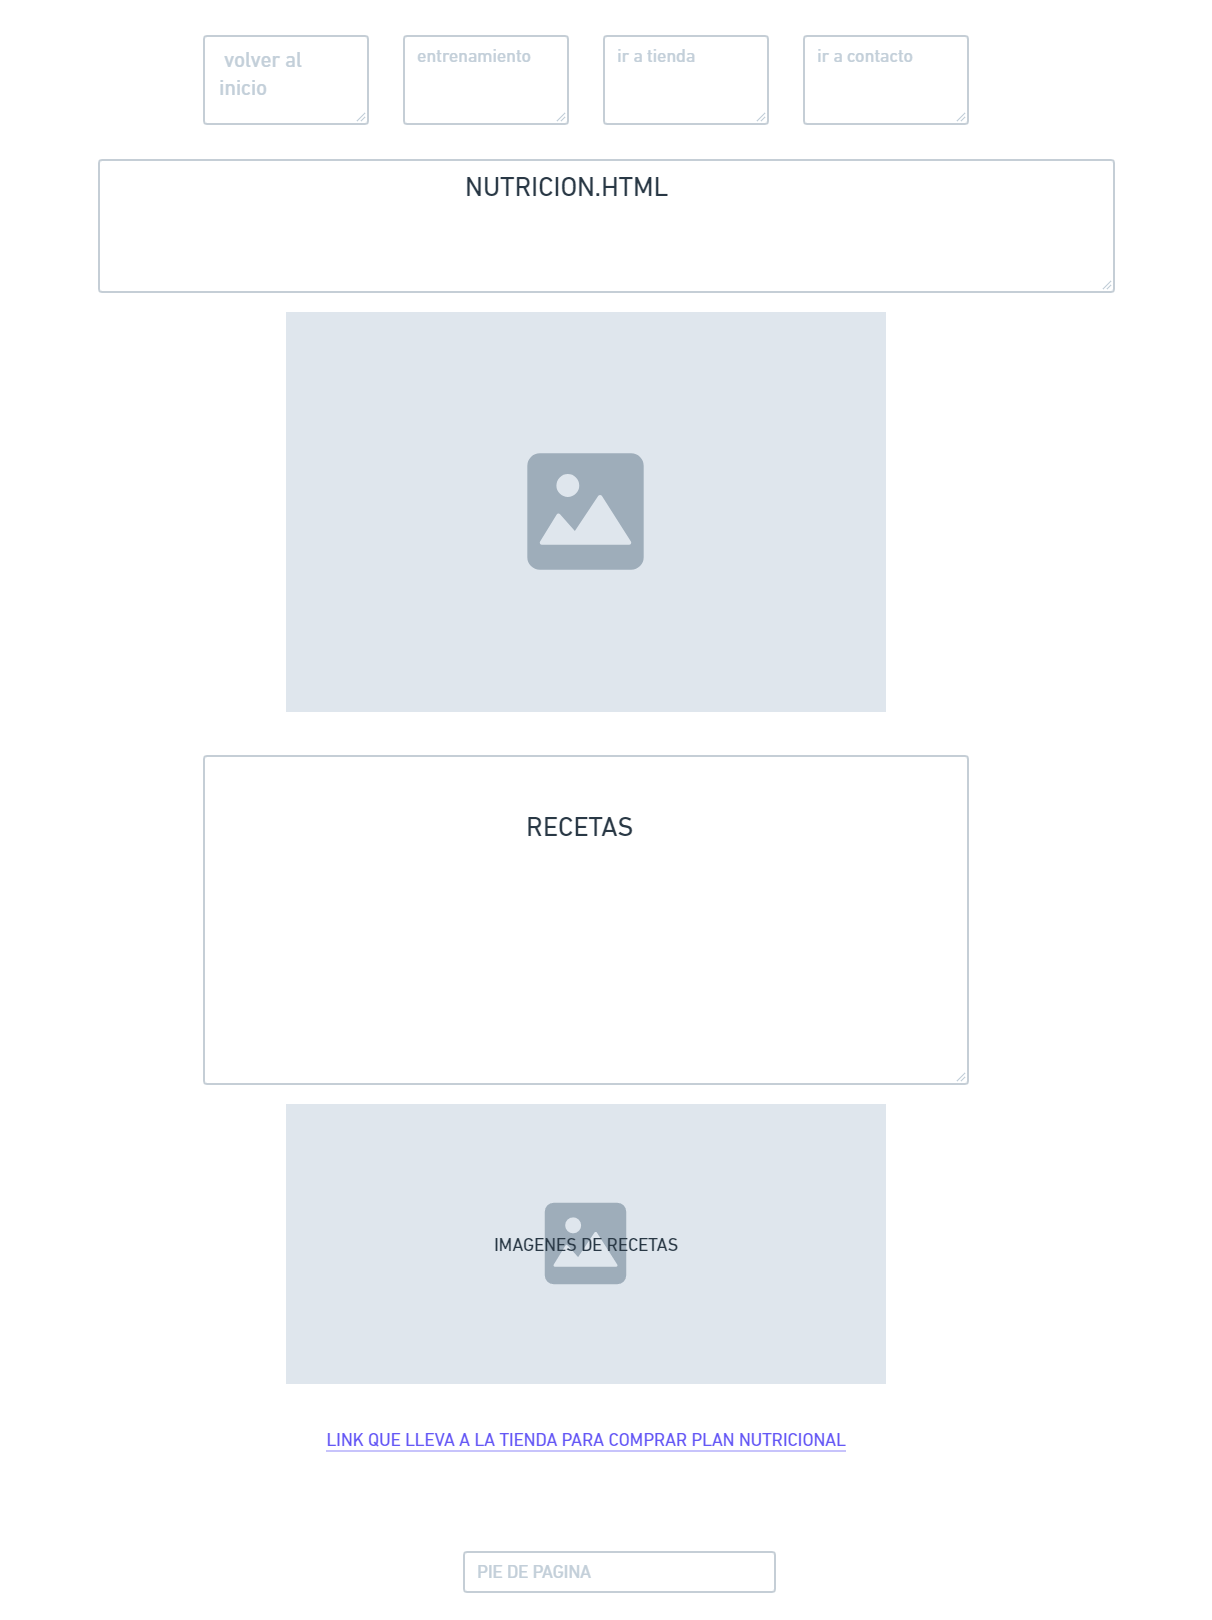 volver al
inicio
entrenamiento
ir a tienda
ir a contacto
NUTRICION.HTML
RECETAS
IMAGENES DE RECETAS
LINK QUE LLEVA A LA TIENDA PARA COMPRAR PLAN NUTRICIONAL
PIE DE PAGINA